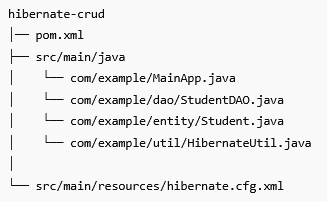 hibernate-crud
│── pom.xml
├── src/main/java
│    └── com/example/MainApp.java
│    └── com/example/dao/StudentDAO.java
│    └── com/example/entity/Student.java
│    └── com/example/util/HibernateUtil.java
│
└── src/main/resources/hibernate.cfg.xml